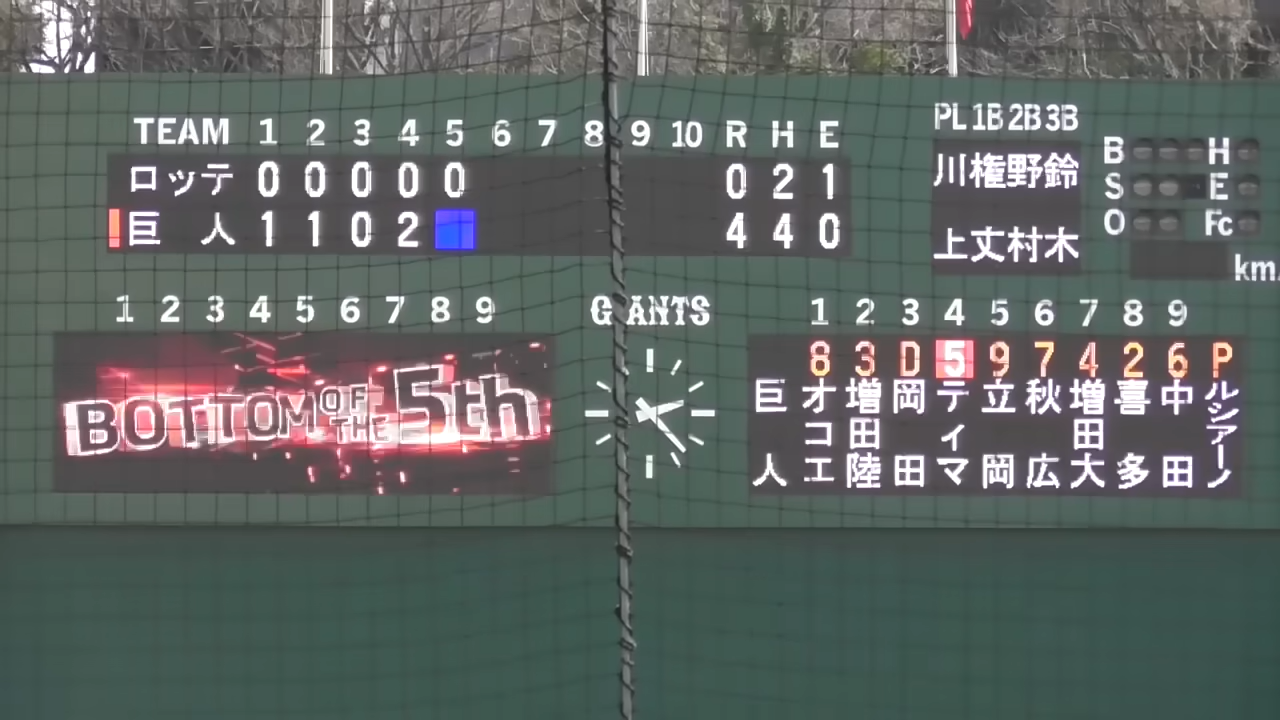 TEAM 1 2 3 4 5 6 7 8 9 10 R H E
ロッテ 0 0 0 0 0 0 2 1
巨人 1 1 0 2 4 4 0
PL 1B 2B 3B
川権野鈴
上丈村木
B H
S E
O Fc
km.
1 2 3 4 5 6 7 8 9
BOTTOM OF THE 5th
GIANTS
1 2 3 4 5 6 7 8 9
8 3 D 5 9 7 4 2 6 P
巨 オ 増 岡 テ 立 秋 増 喜 中 ルシアーノ
コ 田 ィ 田
人 エ 陸 田 マ 岡 広 大 多 田